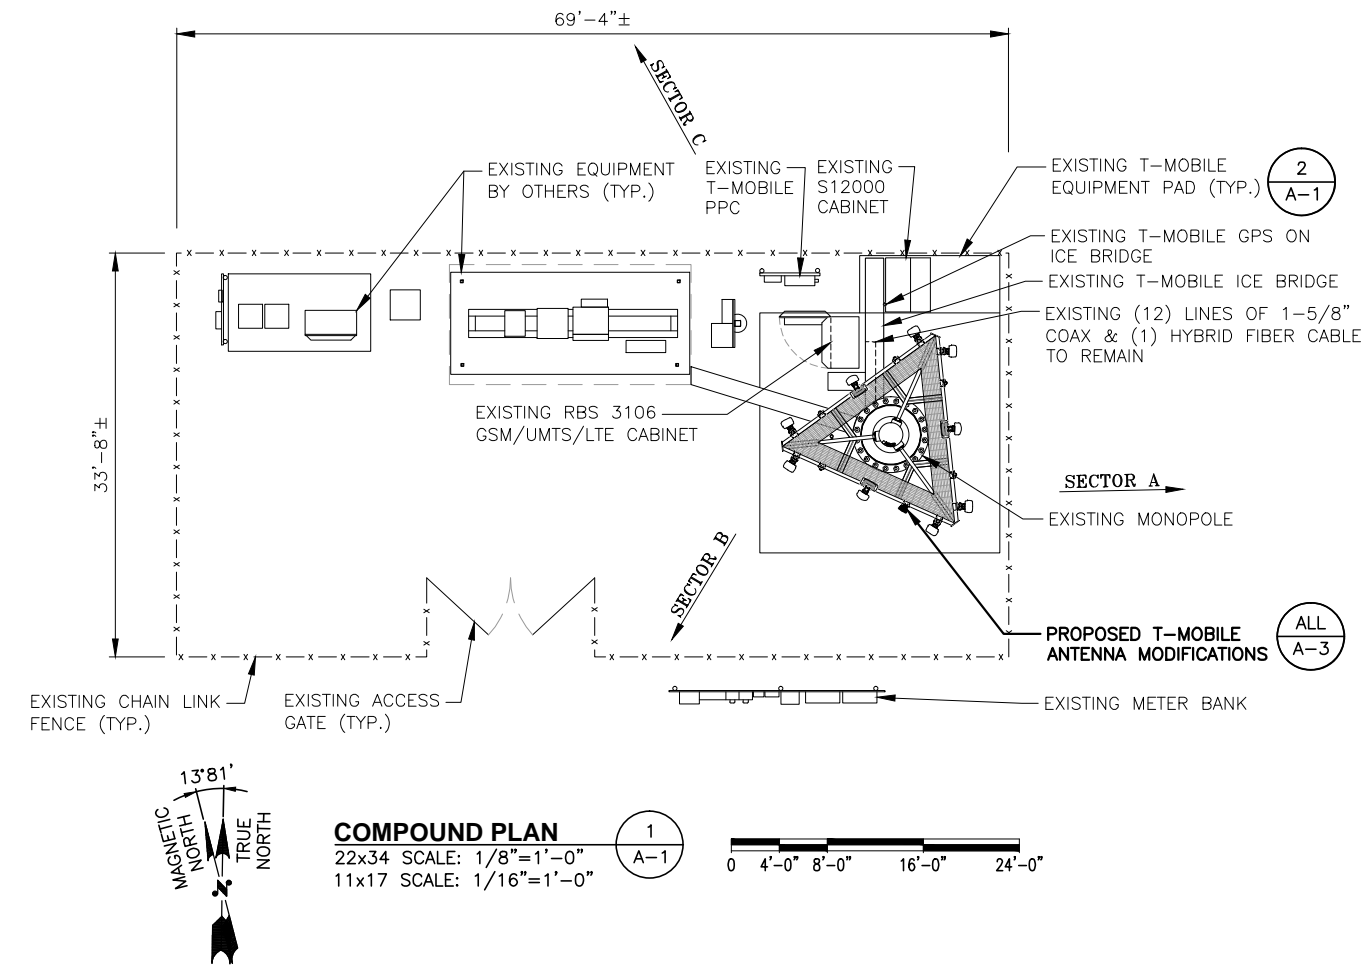 69'-4"±
SECTOR C
EXISTING EQUIPMENT
BY OTHERS (TYP.)
EXISTING
T-MOBILE
PPC
EXISTING
S12000
CABINET
EXISTING T-MOBILE
EQUIPMENT PAD (TYP.)
2
A-1
EXISTING T-MOBILE GPS ON
ICE BRIDGE
EXISTING T-MOBILE ICE BRIDGE
EXISTING (12) LINES OF 1-5/8"
COAX & (1) HYBRID FIBER CABLE
TO REMAIN
33'-8"±
EXISTING RBS 3106
GSM/UMTS/LTE CABINET
SECTOR A
EXISTING MONOPOLE
SECTOR B
PROPOSED T-MOBILE
ANTENNA MODIFICATIONS
ALL
A-3
EXISTING CHAIN LINK
FENCE (TYP.)
EXISTING ACCESS
GATE (TYP.)
EXISTING METER BANK
13°81'
MAGNETIC
NORTH
TRUE
NORTH
N
COMPOUND PLAN
22x34 SCALE: 1/8"=1'-0"
11x17 SCALE: 1/16"=1'-0"
1
A-1
0 4'-0" 8'-0" 16'-0" 24'-0"